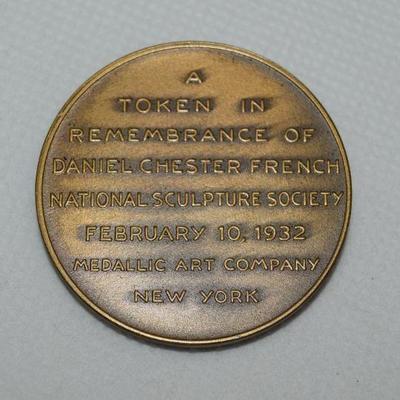 A
TOKEN IN
REMEMBRANCE OF
DANIEL CHESTER FRENCH
NATIONAL SCULPTURE SOCIETY
FEBRUARY 10, 1932
MEDALLIC ART COMPANY
NEW YORK